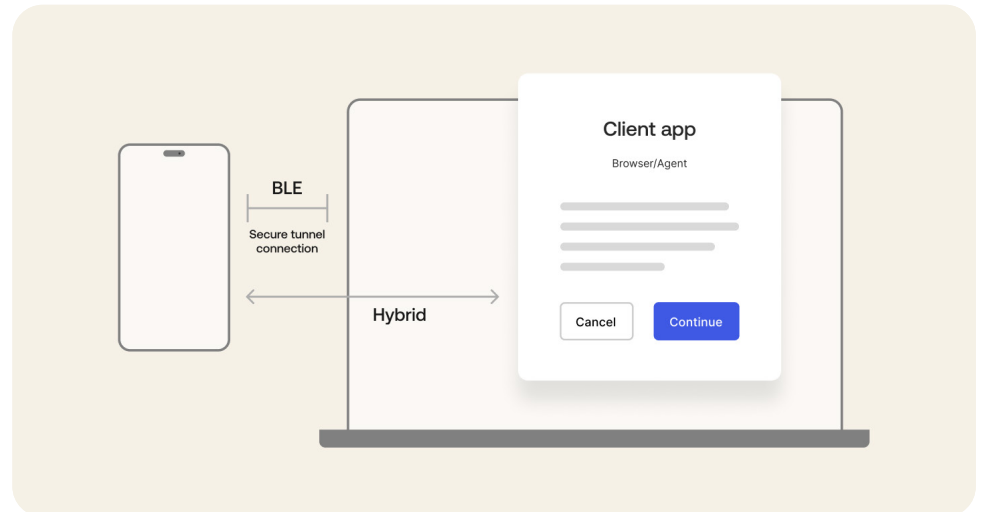 Client app
Browser/Agent
BLE
Secure tunnel
connection
Hybrid
Cancel
Continue